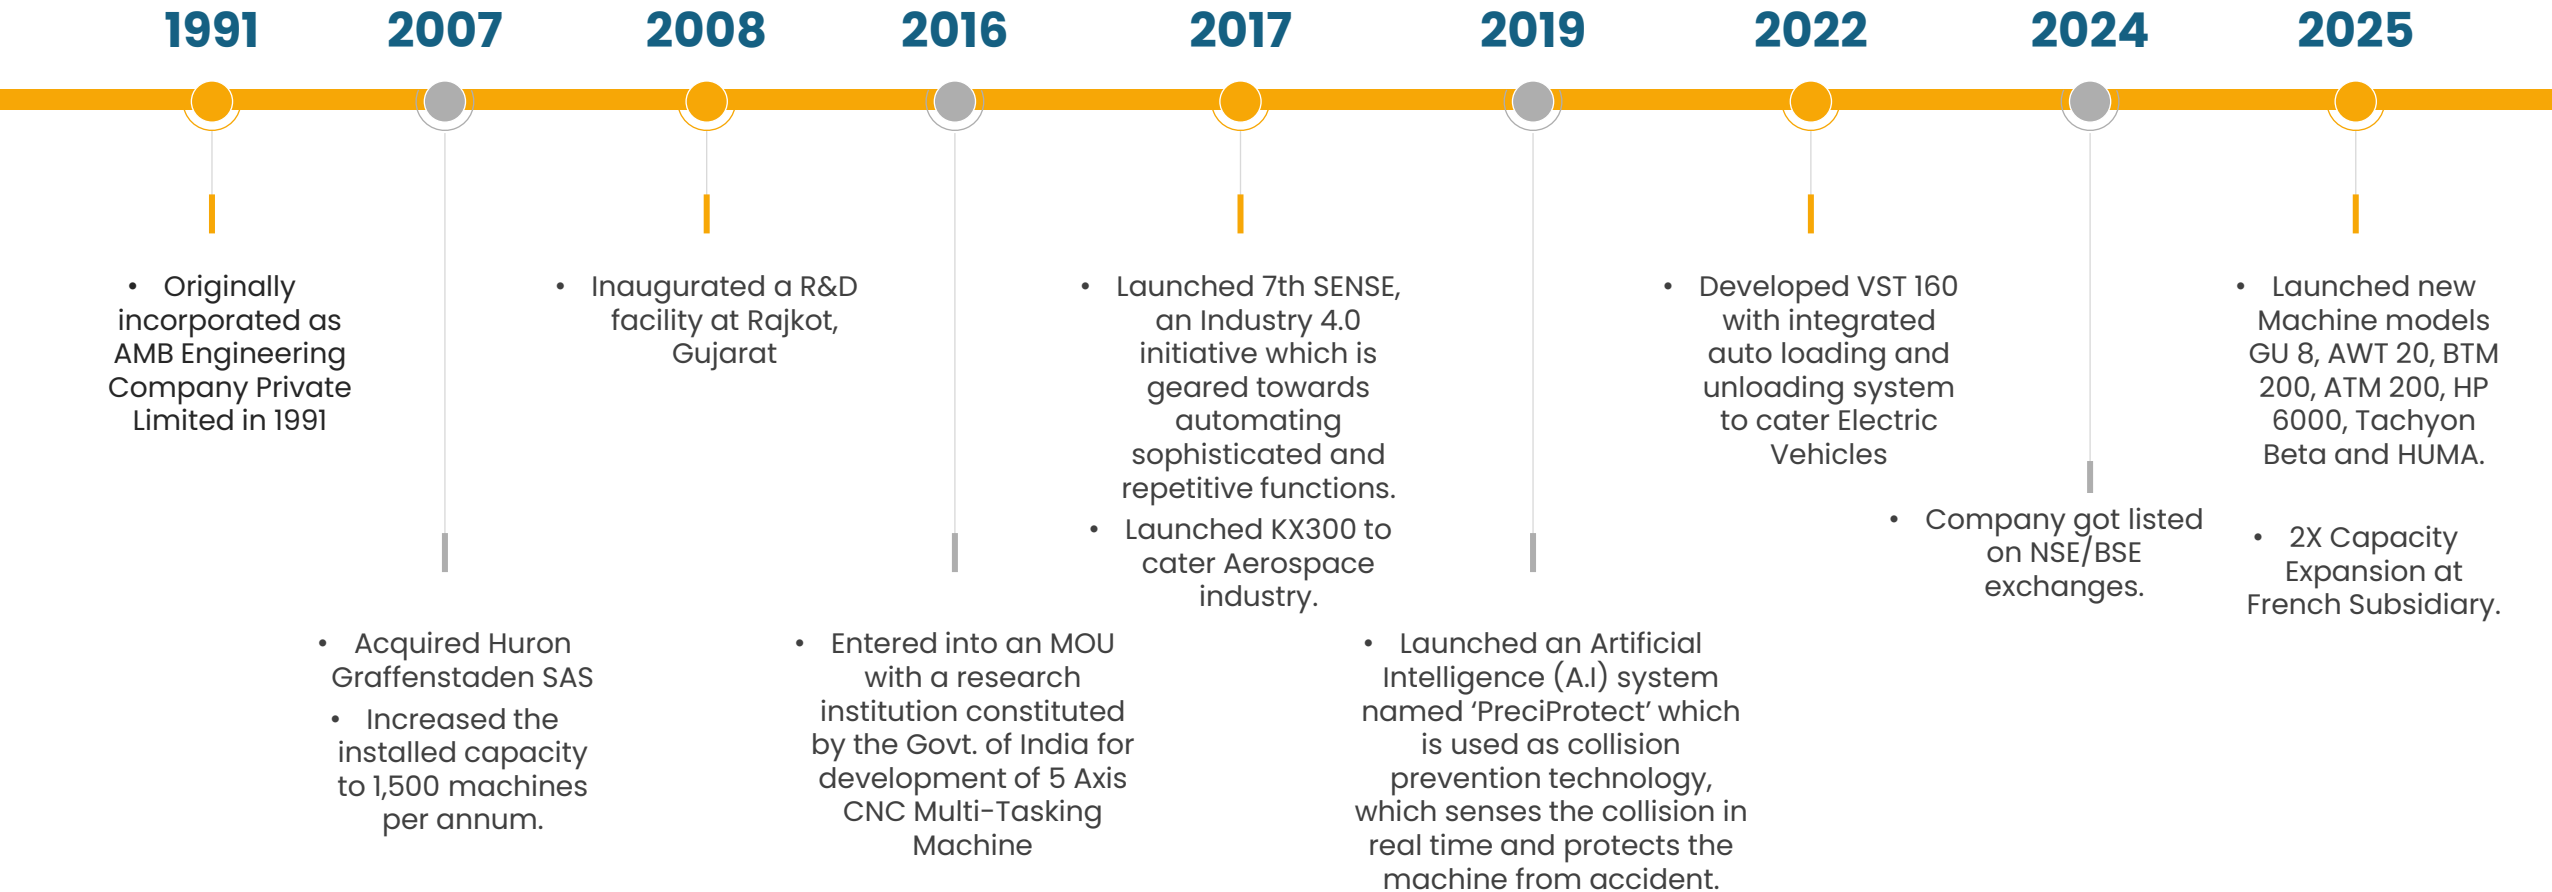 1991
2007
2008
2016
2017
2019
2022
2024
2025
• Originally
incorporated as
AMB Engineering
Company Private
Limited in 1991
• Acquired Huron
Graffenstaden SAS
• Increased the
installed capacity
to 1,500 machines
per annum.
• Inaugurated a R&D
facility at Rajkot,
Gujarat
• Entered into an MOU
with a research
institution constituted
by the Govt. of India for
development of 5 Axis
CNC Multi-Tasking
Machine
• Launched 7th SENSE,
an Industry 4.0
initiative which is
geared towards
automating
sophisticated and
repetitive functions.
• Launched KX300 to
cater Aerospace
industry.
• Launched an Artificial
Intelligence (A.I) system
named ‘PreciProtect’ which
is used as collision
prevention technology,
which senses the collision in
real time and protects the
machine from accident.
• Developed VST 160
with integrated
auto loading and
unloading system
to cater Electric
Vehicles
• Company got listed
on NSE/BSE
exchanges.
• Launched new
Machine models
GU 8, AWT 20, BTM
200, ATM 200, HP
6000, Tachyon
Beta and HUMA.
• 2X Capacity
Expansion at
French Subsidiary.